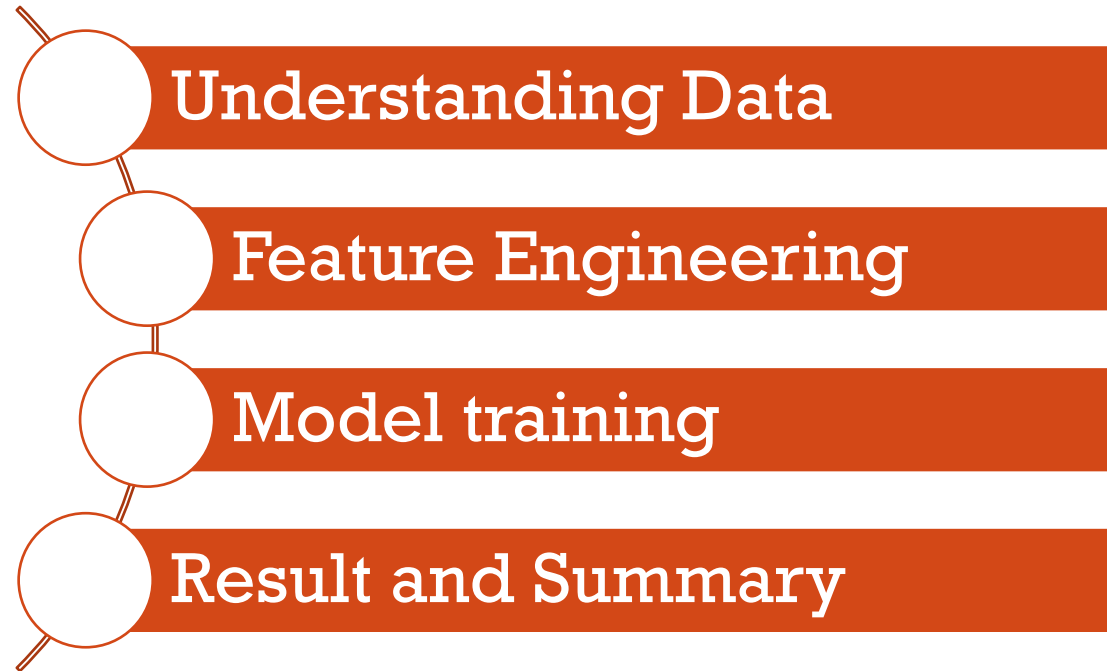 Understanding Data
Feature Engineering
Model training
Result and Summary